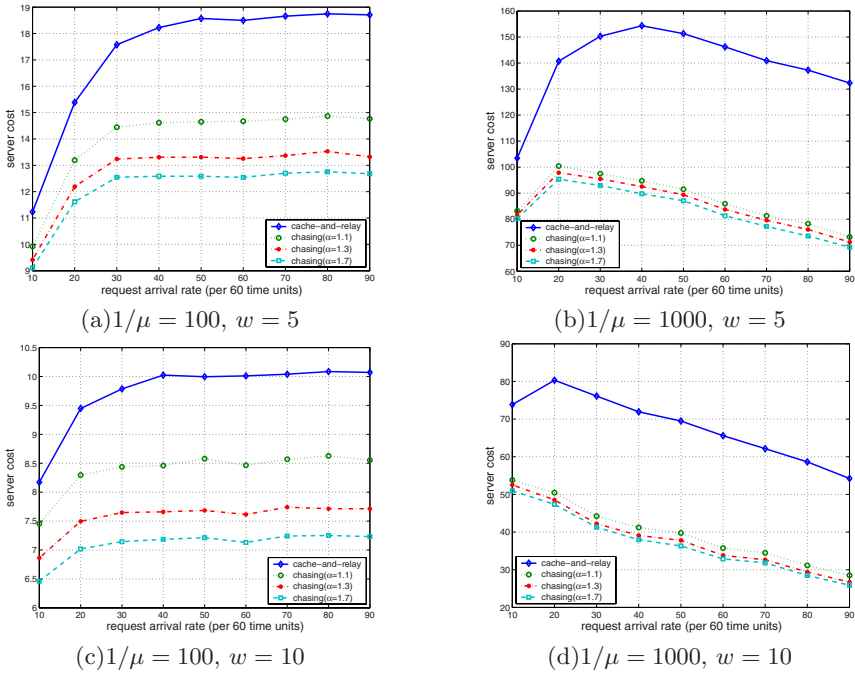 19
18
17
16
15
14
13
12
11
10
9
server cost
cache−and−relay
chasing(α=1.1)
chasing(α=1.3)
chasing(α=1.7)
10 20 30 40 50 60 70 80 90
request arrival rate (per 60 time units)
(a)1/μ = 100, w = 5
160
150
140
130
120
110
100
90
80
70
60
server cost
cache−and−relay
chasing(α=1.1)
chasing(α=1.3)
chasing(α=1.7)
10 20 30 40 50 60 70 80 90
request arrival rate (per 60 time units)
(b)1/μ = 1000, w = 5
10.5
10
9.5
9
8.5
8
7.5
7
6.5
6
server cost
cache−and−relay
chasing(α=1.1)
chasing(α=1.3)
chasing(α=1.7)
10 20 30 40 50 60 70 80 90
request arrival rate (per 60 time units)
(c)1/μ = 100, w = 10
90
80
70
60
50
40
30
20
server cost
cache−and−relay
chasing(α=1.1)
chasing(α=1.3)
chasing(α=1.7)
10 20 30 40 50 60 70 80 90
request arrival rate (per 60 time units)
(d)1/μ = 1000, w = 10